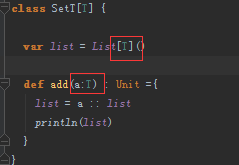 class SetT[T] {
var list = List[T]()
def add(a:T) : Unit ={
list = a :: list
println(list)
}
}